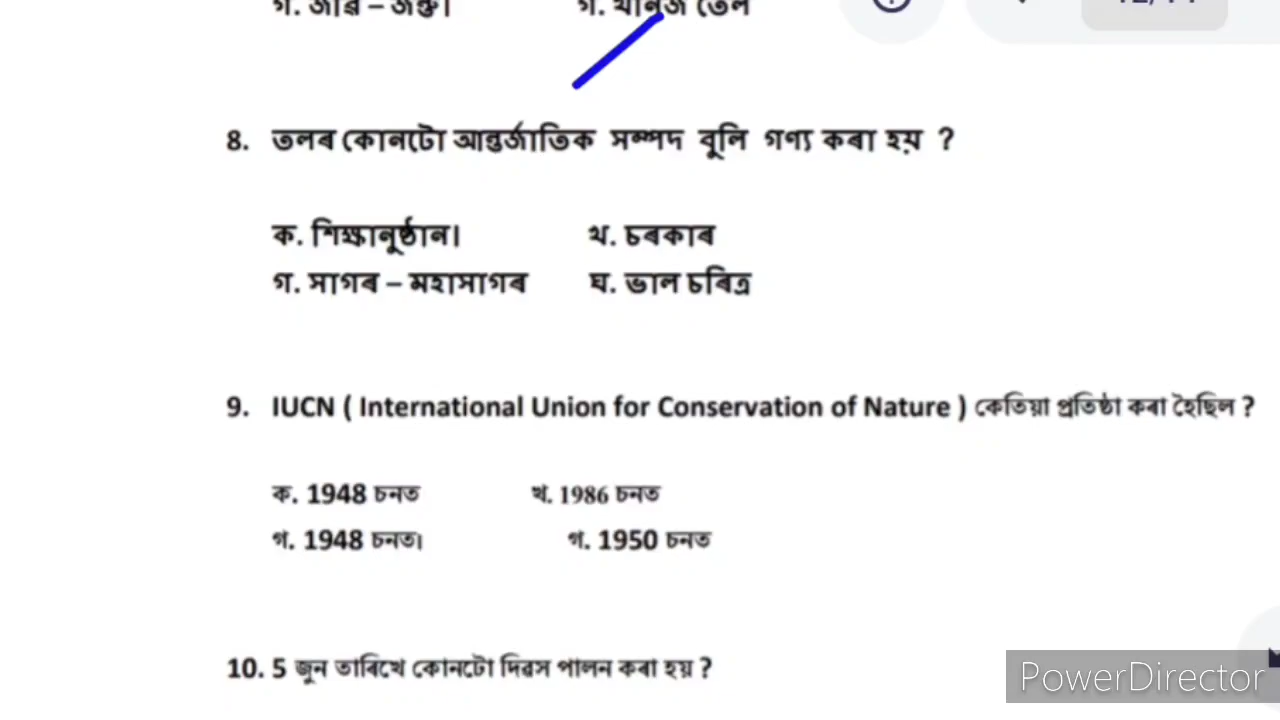 8. তলৰ কোনটো আন্তৰ্জাতিক সম্পদ বুলি গণ্য কৰা হয় ?
ক. শিক্ষানুষ্ঠান। খ. চৰকাৰ
গ. সাগৰ – মহাসাগৰ ঘ. ভাল চৰিত্ৰ
9. IUCN ( International Union for Conservation of Nature ) কেতিয়া প্ৰতিষ্ঠা কৰা হৈছিল ?
ক. 1948 চনত খ. 1986 চনত
গ. 1948 চনত। গ. 1950 চনত
10. 5 জুন তাৰিখে কোনটো দিৱস পালন কৰা হয় ?
PowerDirector